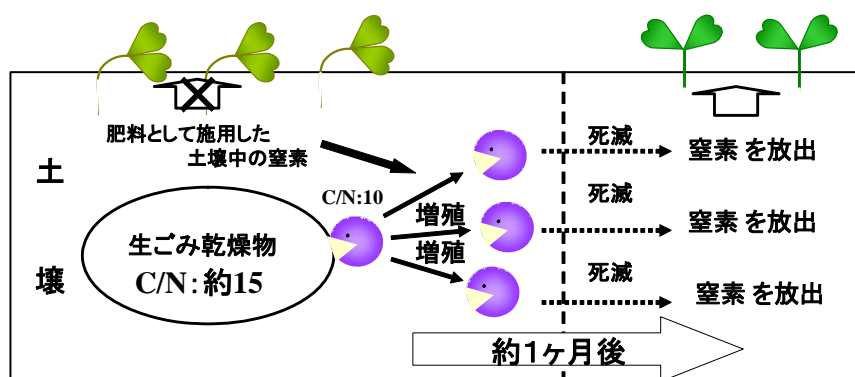 肥料として施用した
土壌中の窒素
土
壌
生ごみ乾燥物
C/N:約15
C/N:10
増殖
増殖
死滅
死滅
死滅
窒素 を放出
窒素 を放出
窒素 を放出
約1ヶ月後